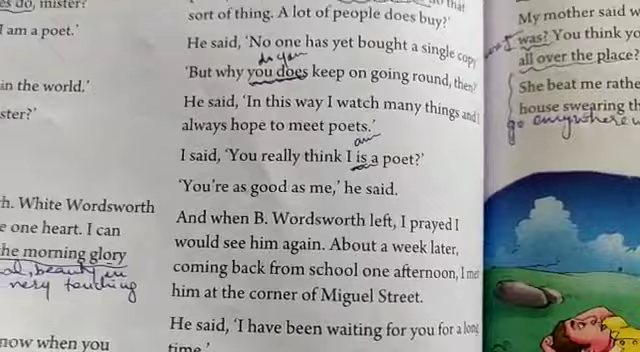 es do, mister?
I am a poet.'
in the world.'
ster?'
h. White Wordsworth
e one heart. I can
he morning glory
beauty
very touching
now when you
that
sort of thing. A lot of people does buy?'
He said, 'No one has yet bought a single copy
do you
'But why you does keep on going round, then?
He said, 'In this way I watch many things and I
always hope to meet poets.'
am
I said, 'You really think I is a poet?'
'You're as good as me,' he said.
And when B. Wordsworth left, I prayed I
would see him again. About a week later,
coming back from school one afternoon, I met
him at the corner of Miguel Street.
He said, 'I have been waiting for you for a long
time.'
My mother said w
was? You think yo
all over the place?
She beat me rathe
house swearing th
go anywhere w